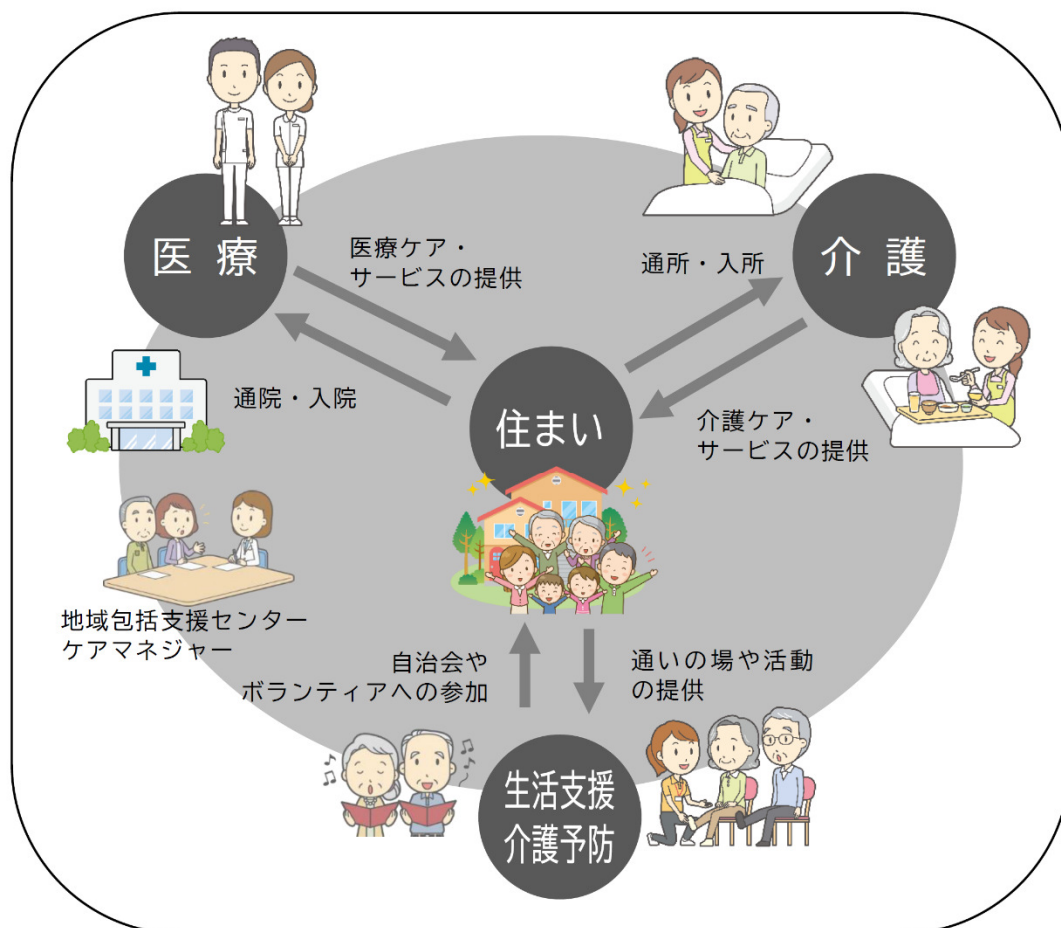 医療
医療ケア・
サービスの提供
通所・入所
介護
通院・入院
住まい
介護ケア・
サービスの提供
地域包括支援センター
ケアマネジャー
自治会や
ボランティアへの参加
通いの場や活動
の提供
生活支援
介護予防